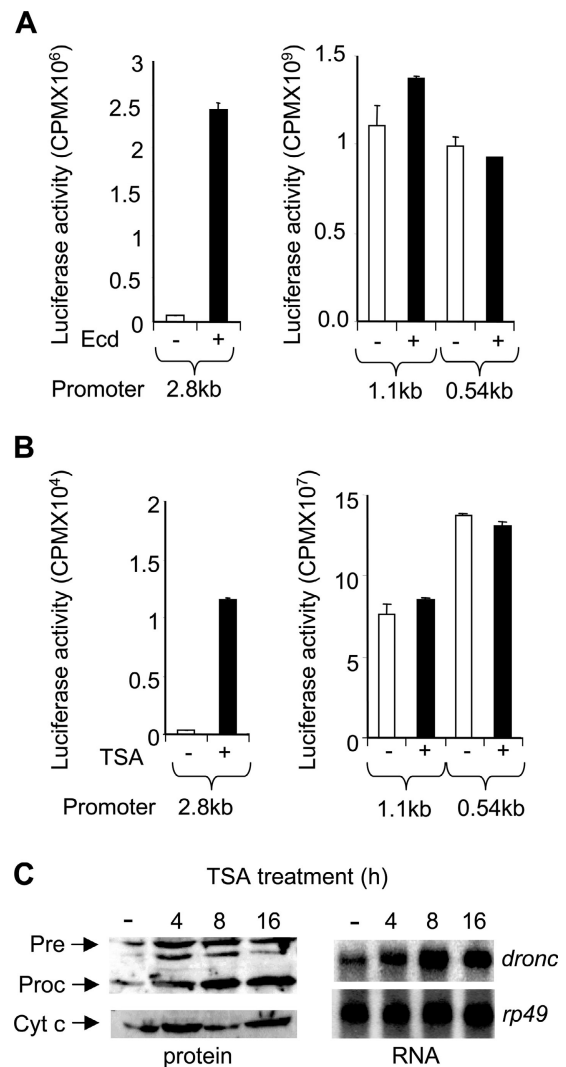 A
Luciferase activity (CPMX10⁶)
3
2.5
2
1.5
1
0.5
0
Ecd - +
Promoter 2.8kb
Luciferase activity (CPMX10⁹)
1.5
1
0.5
0.0
- + - +
1.1kb 0.54kb
B
Luciferase activity (CPMX10⁴)
2
1.5
1
0.5
0
TSA - +
Promoter 2.8kb
Luciferase activity (CPMX10⁷)
15
10
5
0
- + - +
1.1kb 0.54kb
C
TSA treatment (h)
- 4 8 16
- 4 8 16
Pre
Proc
Cyt c
dronc
rp49
protein
RNA